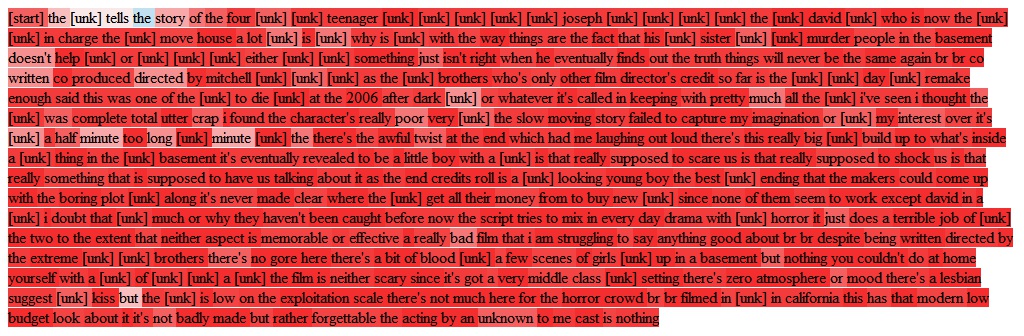 [start] the [unk] tells the story of the four [unk] [unk] teenager [unk] [unk] [unk] [unk] [unk] joseph [unk] [unk] [unk] [unk] the [unk] david [unk] who is now the [unk]
[unk] in charge the [unk] move house a lot [unk] is [unk] why is [unk] with the way things are the fact that his [unk] sister [unk] [unk] murder people in the basement
doesn't help [unk] or [unk] [unk] [unk] either [unk] [unk] something just isn't right when he eventually finds out the truth things will never be the same again br br co
written co produced directed by mitchell [unk] [unk] [unk] as the [unk] brothers who's only other film director's credit so far is the [unk] [unk] day [unk] remake
enough said this was one of the [unk] to die [unk] at the 2006 after dark [unk] or whatever it's called in keeping with pretty much all the [unk] i've seen i thought the
[unk] was complete total utter crap i found the character's really poor very [unk] the slow moving story failed to capture my imagination or [unk] my interest over it's
[unk] a half minute too long [unk] minute [unk] the there's the awful twist at the end which had me laughing out loud there's this really big [unk] build up to what's inside
a [unk] thing in the [unk] basement it's eventually revealed to be a little boy with a [unk] is that really supposed to scare us is that really supposed to shock us is that
really something that is supposed to have us talking about it as the end credits roll is a [unk] looking young boy the best [unk] ending that the makers could come up
with the boring plot [unk] along it's never made clear where the [unk] get all their money from to buy new [unk] since none of them seem to work except david in a
[unk] i doubt that [unk] much or why they haven't been caught before now the script tries to mix in every day drama with [unk] horror it just does a terrible job of [unk]
the two to the extent that neither aspect is memorable or effective a really bad film that i am struggling to say anything good about br br despite being written directed by
the extreme [unk] [unk] brothers there's no gore here there's a bit of blood [unk] a few scenes of girls [unk] up in a basement but nothing you couldn't do at home
yourself with a [unk] of [unk] [unk] a [unk] the film is neither scary since it's got a very middle class [unk] setting there's zero atmosphere or mood there's a lesbian
suggest [unk] kiss but the [unk] is low on the exploitation scale there's not much here for the horror crowd br br filmed in [unk] in california this has that modern low
budget look about it it's not badly made but rather forgettable the acting by an unknown to me cast is nothing